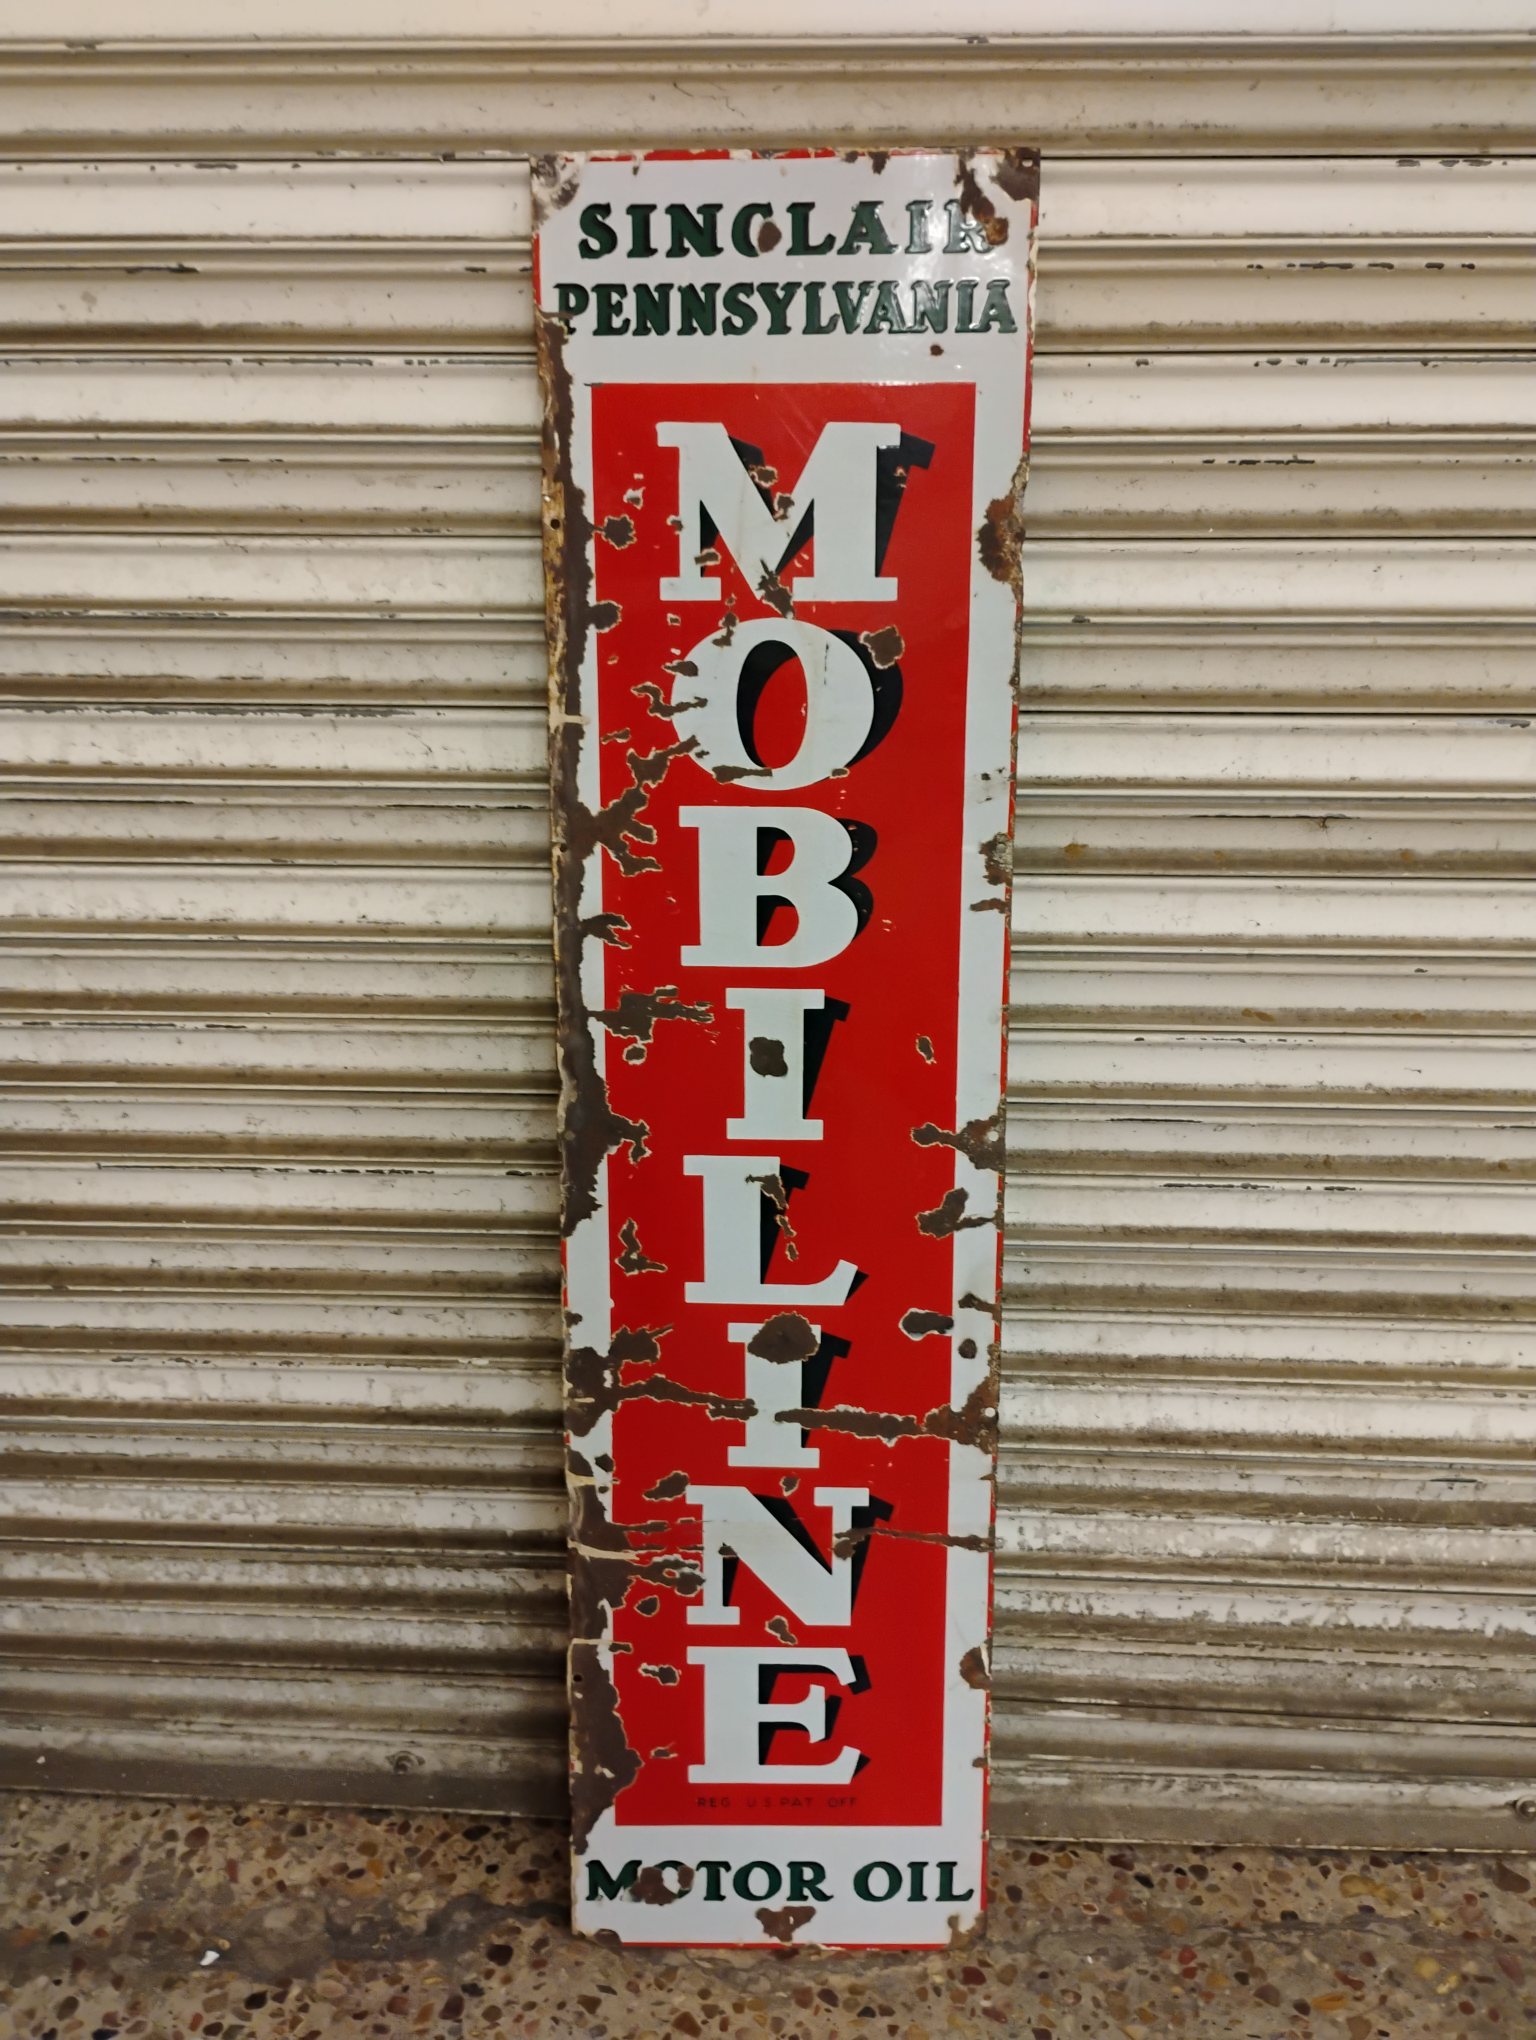 SINCLAIR
PENNSYLVANIA
MOBILINE
REG. U.S. PAT. OFF.
MOTOR OIL